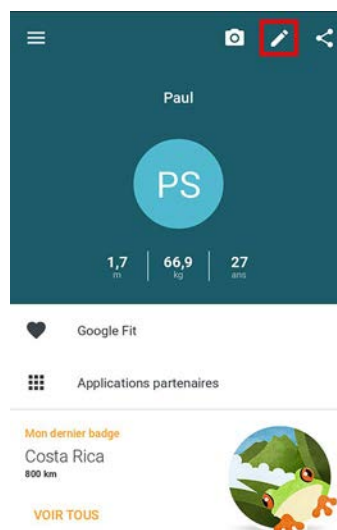 Paul
PS
1,7 66,9 27
m kg ans
Google Fit
Applications partenaires
Mon dernier badge
Costa Rica
800 km
VOIR TOUS